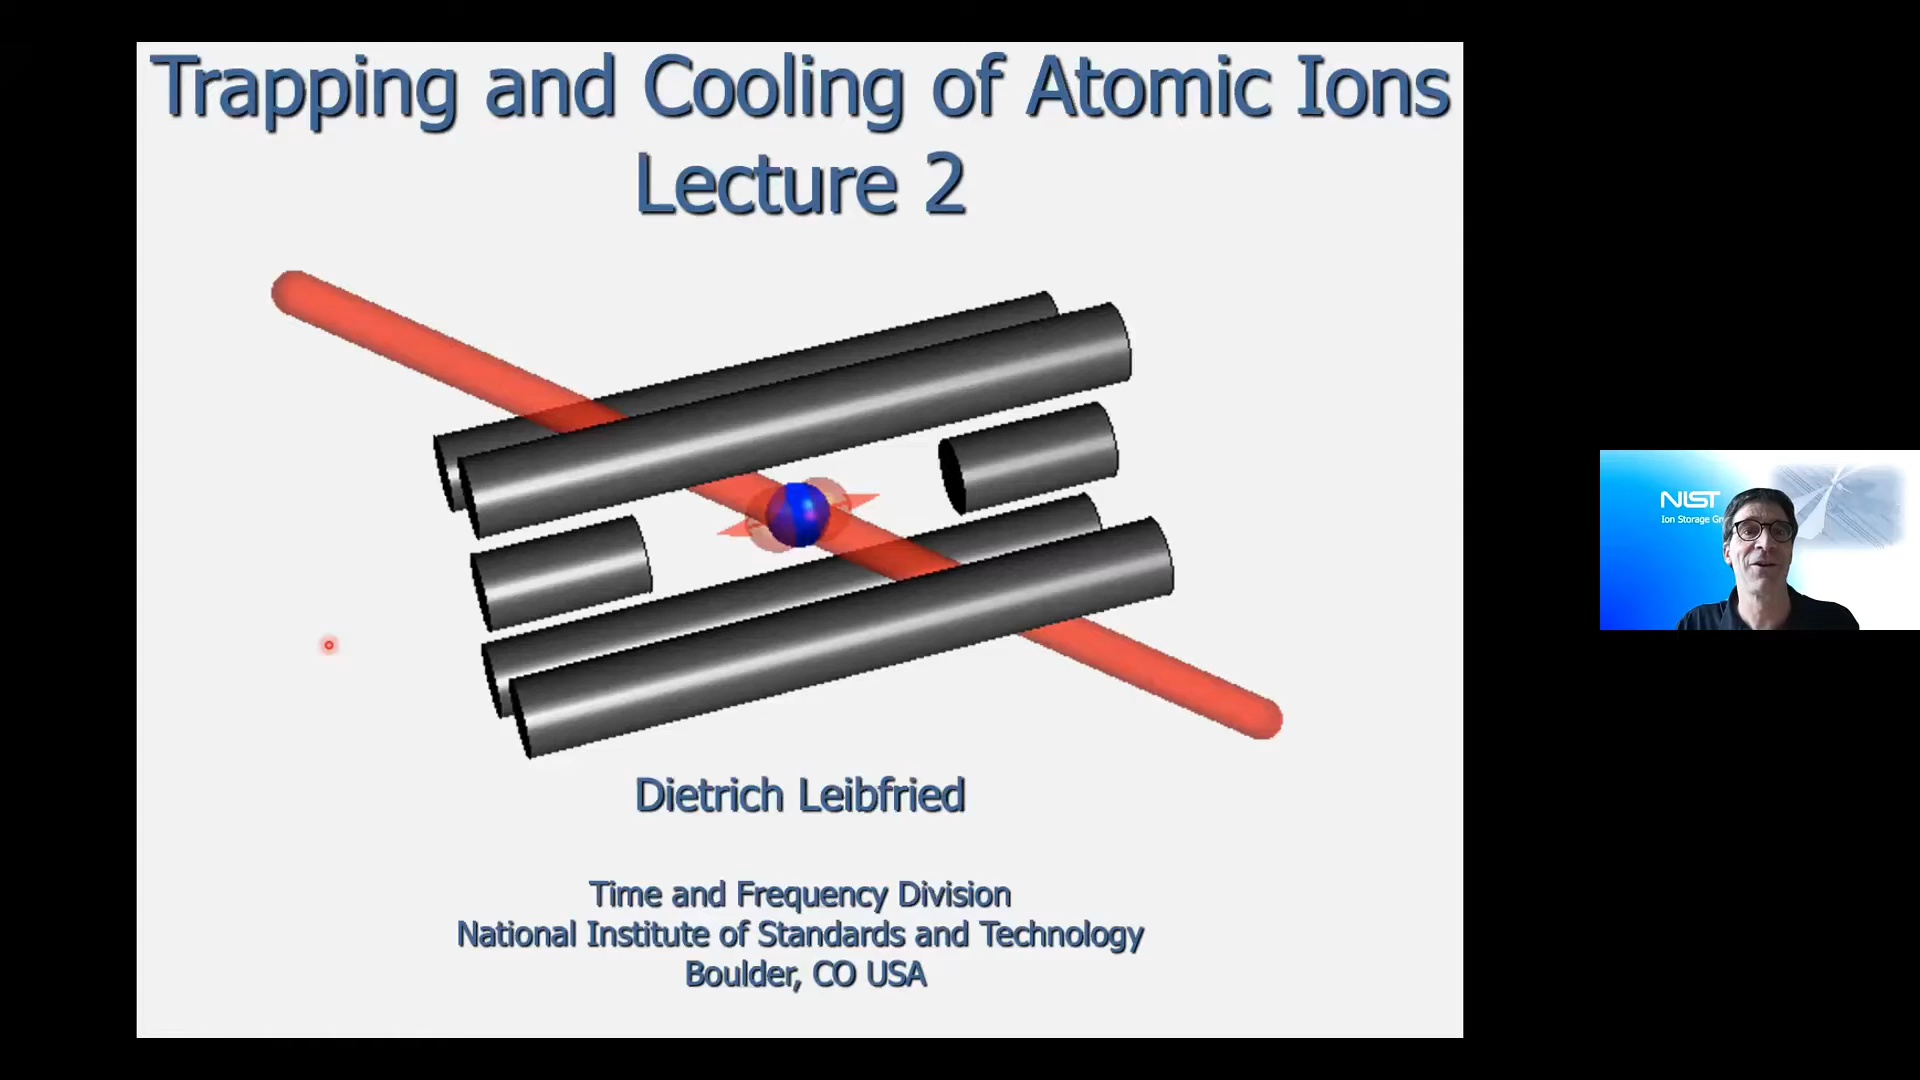 Trapping and Cooling of Atomic Ions
Lecture 2
Dietrich Leibfried
Time and Frequency Division
National Institute of Standards and Technology
Boulder, CO USA
NIST
Ion Storage